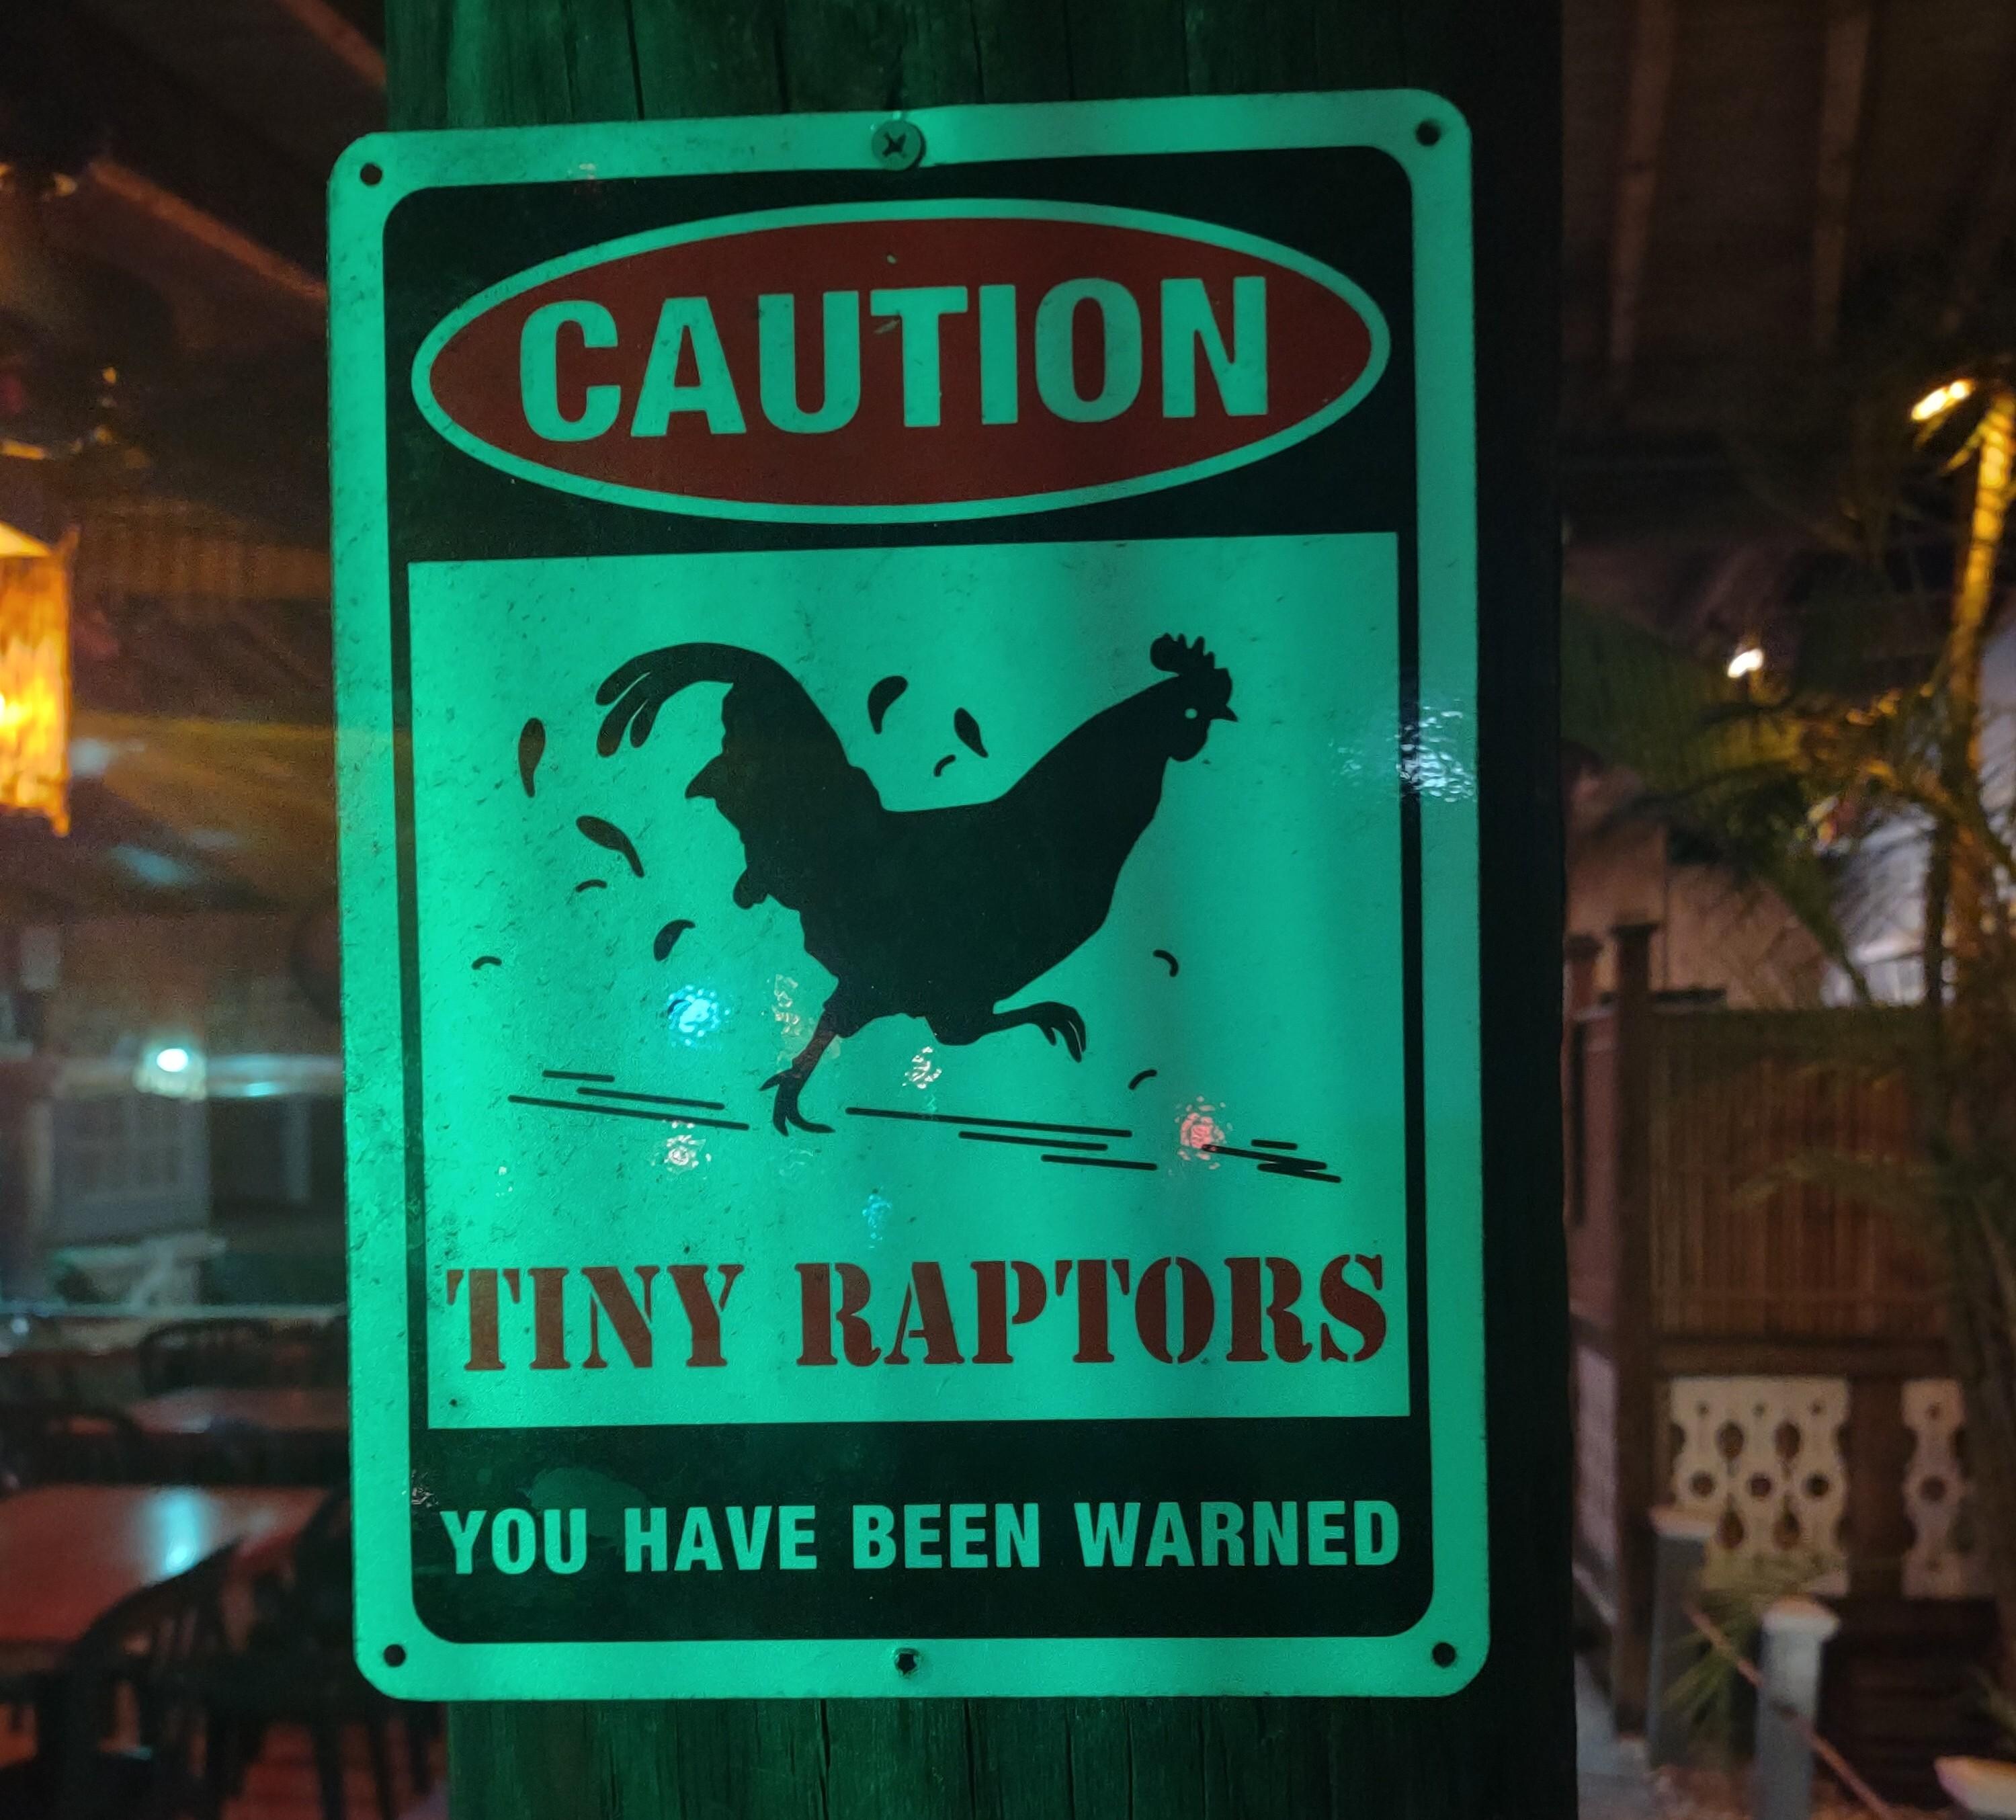 CAUTION
TINY RAPTORS
YOU HAVE BEEN WARNED